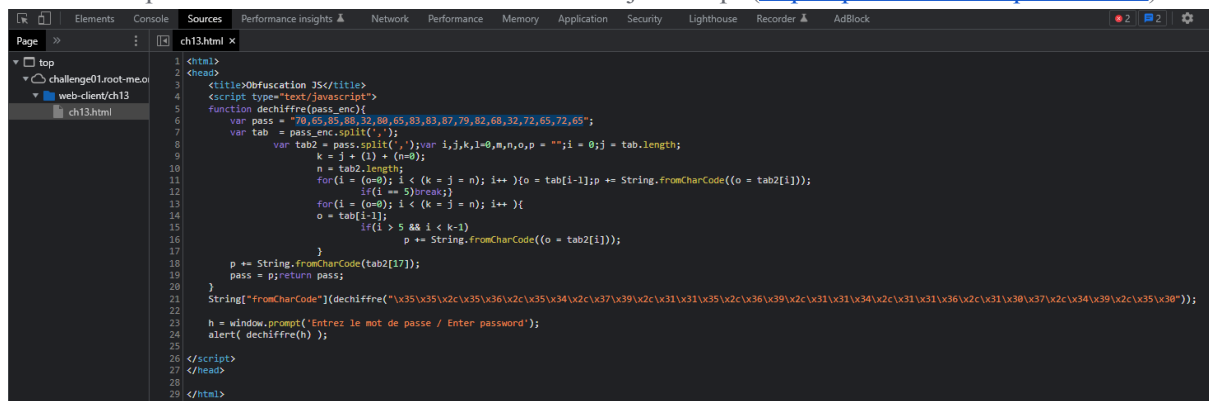 Elements Console Sources Performance insights Network Performance Memory Application Security Lighthouse Recorder AdBlock 2 2
Page » ch13.html ×
top
challenge01.root-me.o
web-client/ch13
ch13.html
1 <html>
2 <head>
3 <title>Obfuscation JS</title>
4 <script type="text/javascript">
5 function dechiffre(pass_enc){
6 var pass = "70,65,85,88,32,80,65,83,83,87,79,82,68,32,72,65,72,65";
7 var tab = pass_enc.split(',');
8 var tab2 = pass.split(',');var i,j,k,l=0,m,n,o,p = "";i = 0;j = tab.length;
9 k = j + (l) + (n=0);
10 n = tab2.length;
11 for(i = (o=0); i < (k = j = n); i++ ){o = tab[i-l];p += String.fromCharCode((o = tab2[i]));
12 if(i == 5)break;}
13 for(i = (o=0); i < (k = j = n); i++ ){
14 o = tab[i-l];
15 if(i > 5 && i < k-1)
16 p += String.fromCharCode((o = tab2[i]));
17 }
18 p += String.fromCharCode(tab2[17]);
19 pass = p;return pass;
20 }
21 String["fromCharCode"](dechiffre("\x35\x35\x2c\x35\x36\x2c\x35\x34\x2c\x37\x39\x2c\x31\x31\x35\x2c\x36\x39\x2c\x31\x31\x34\x2c\x31\x31\x36\x2c\x31\x30\x37\x2c\x34\x39\x2c\x35\x30"));
22
23 h = window.prompt('Entrez le mot de passe / Enter password');
24 alert( dechiffre(h) );
25
26 </script>
27 </head>
28
29 </html>